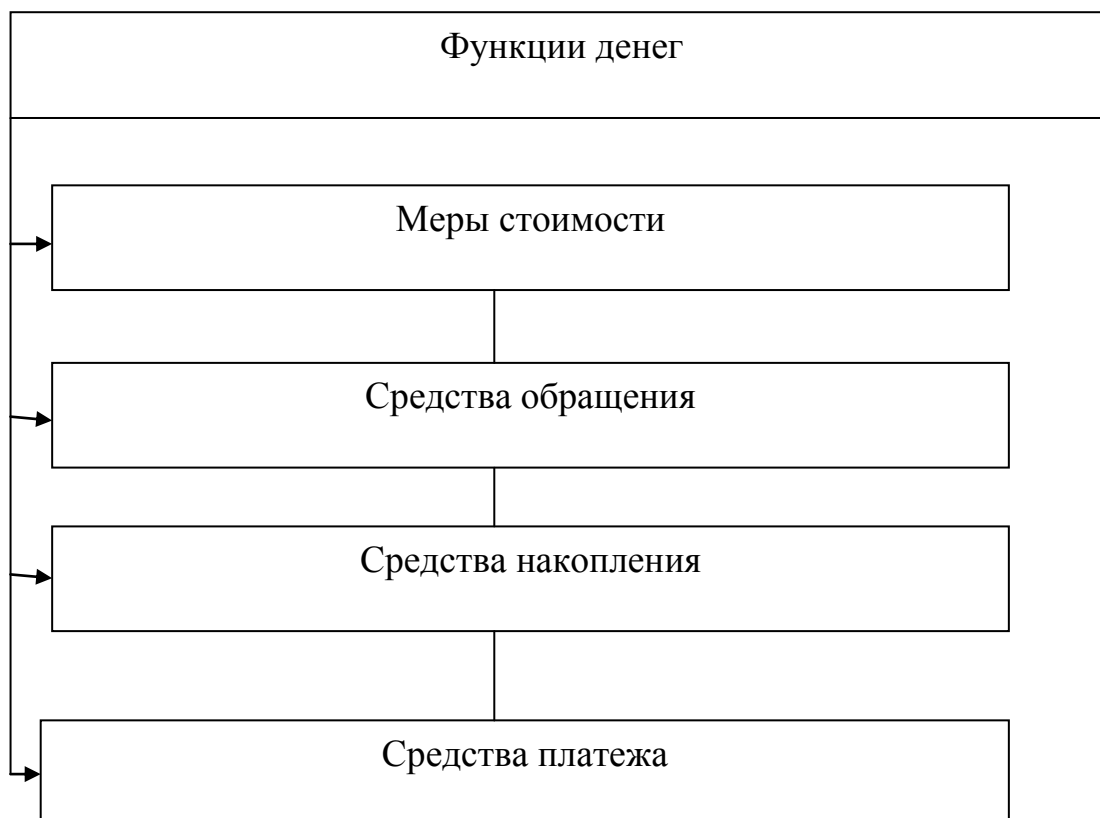 Функции денег
Меры стоимости
Средства обращения
Средства накопления
Средства платежа